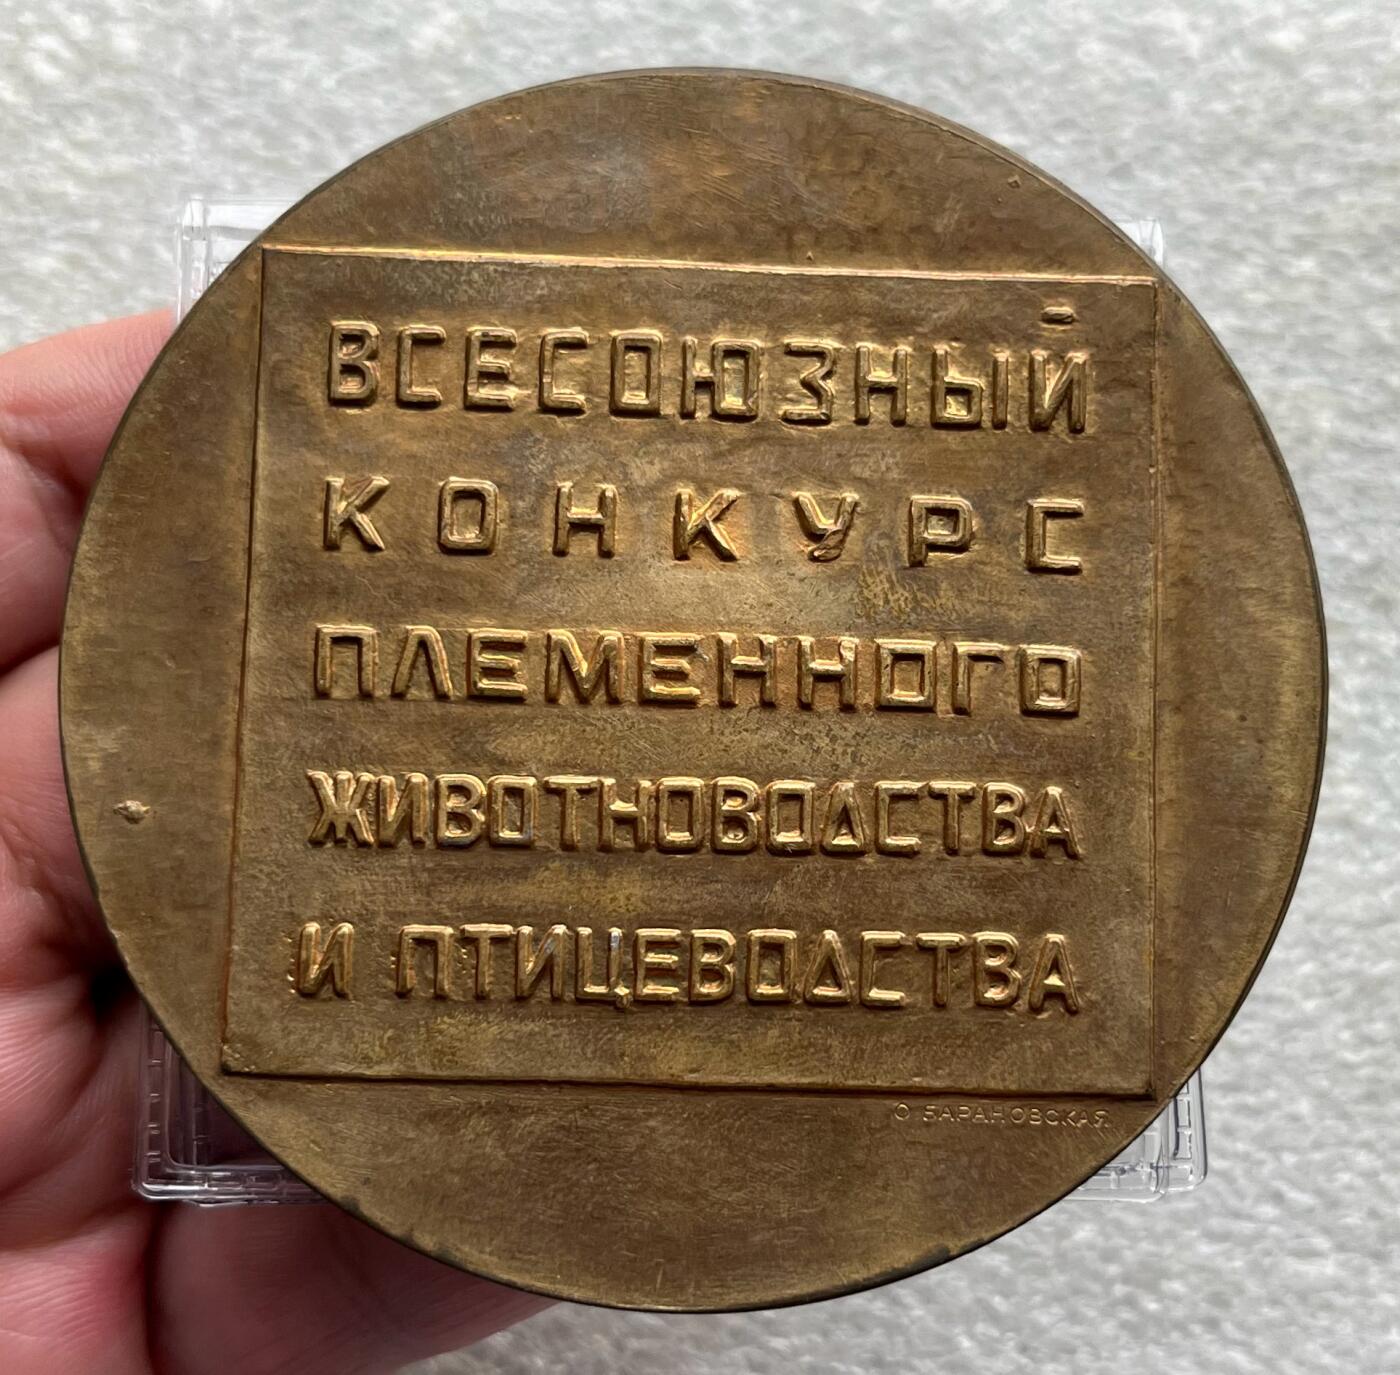 ВСЕСОЮЗНЫЙ
КОНКУРС
ПЛЕМЕННОГО
ЖИВОТНОВОДСТВА
И ПТИЦЕВОДСТВА
О БАРАНОВСКАЯ